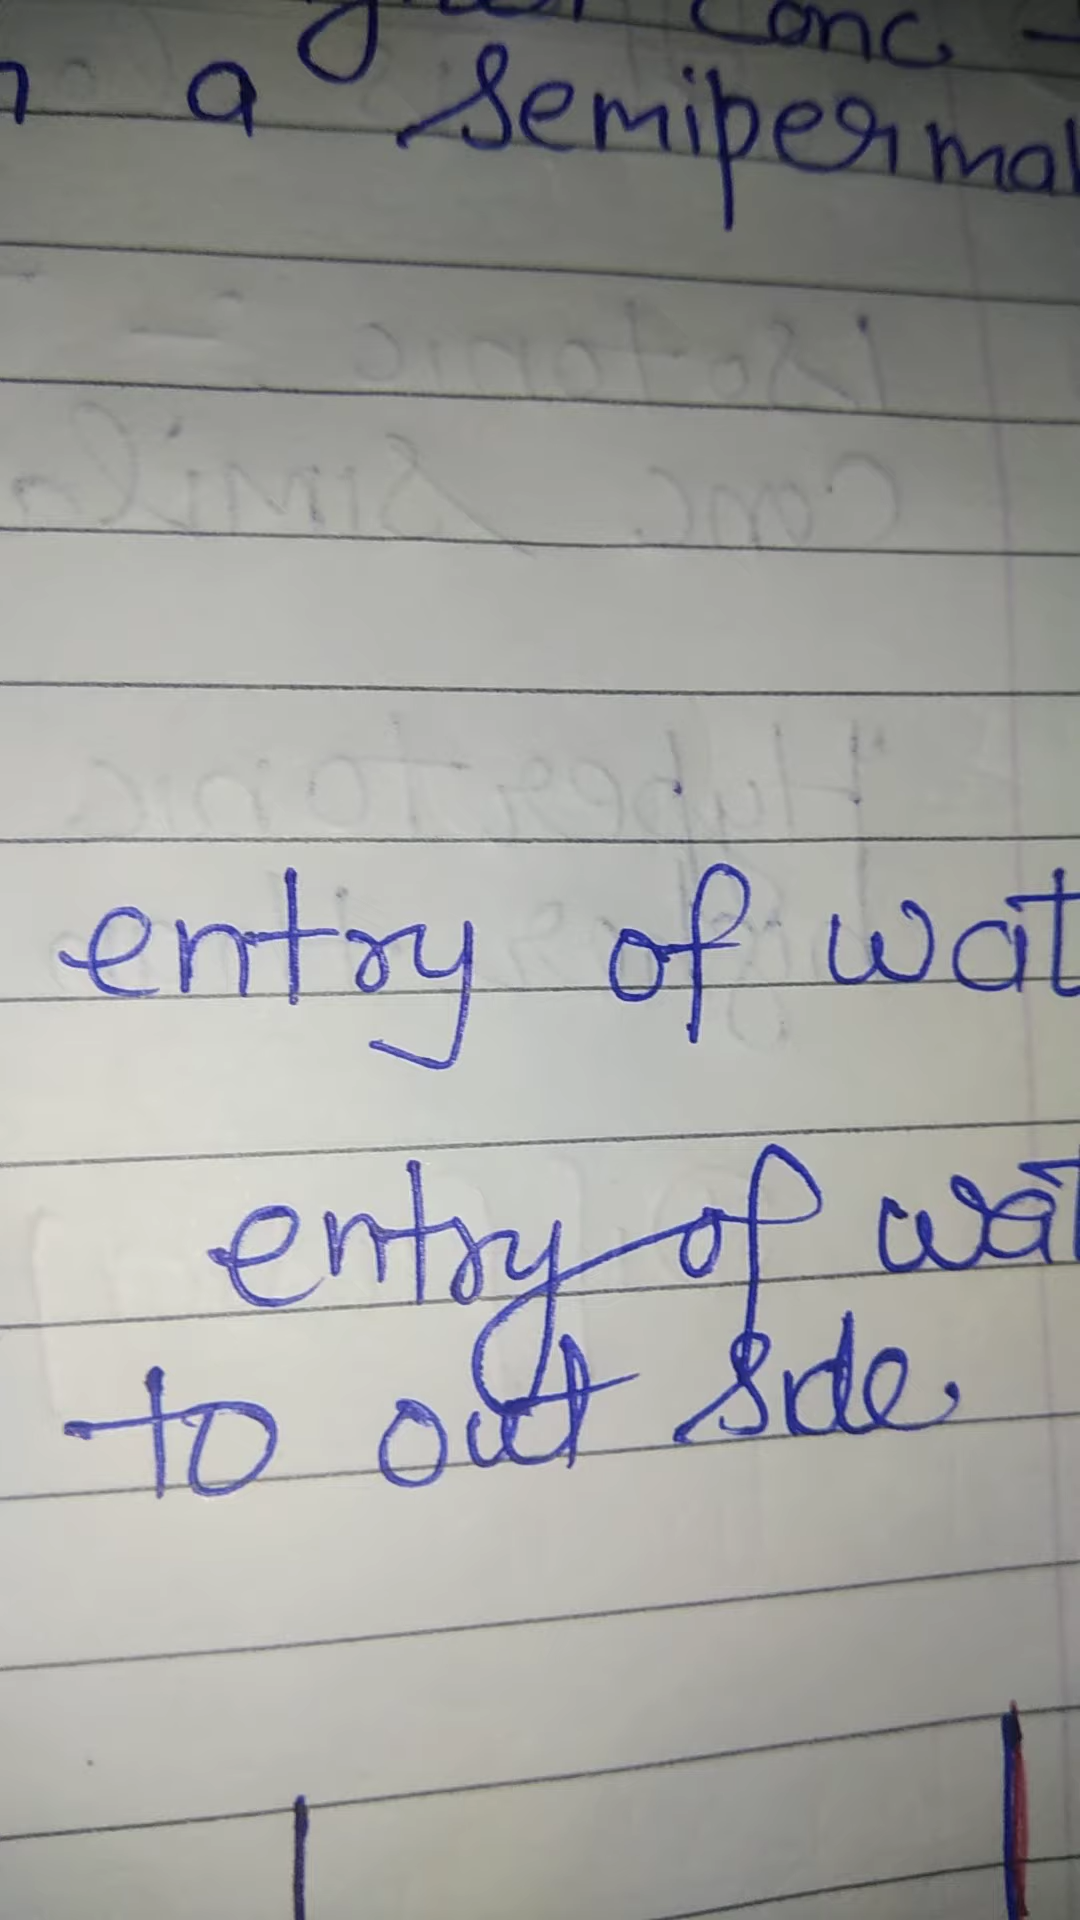 conc -
a semipermal
entry of wat
entry of wat
to out side.